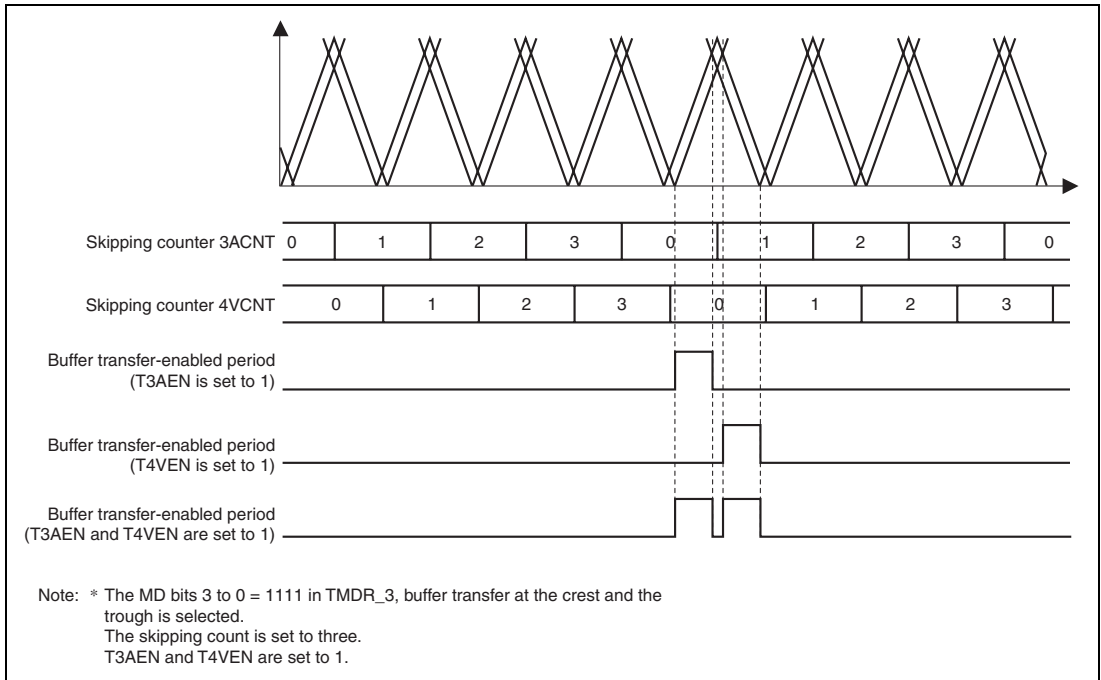 Skipping counter 3ACNT 0 1 2 3 0 1 2 3 0
Skipping counter 4VCNT 0 1 2 3 0 1 2 3
Buffer transfer-enabled period
(T3AEN is set to 1)
Buffer transfer-enabled period
(T4VEN is set to 1)
Buffer transfer-enabled period
(T3AEN and T4VEN are set to 1)
Note: * The MD bits 3 to 0 = 1111 in TMDR_3, buffer transfer at the crest and the
trough is selected.
The skipping count is set to three.
T3AEN and T4VEN are set to 1.